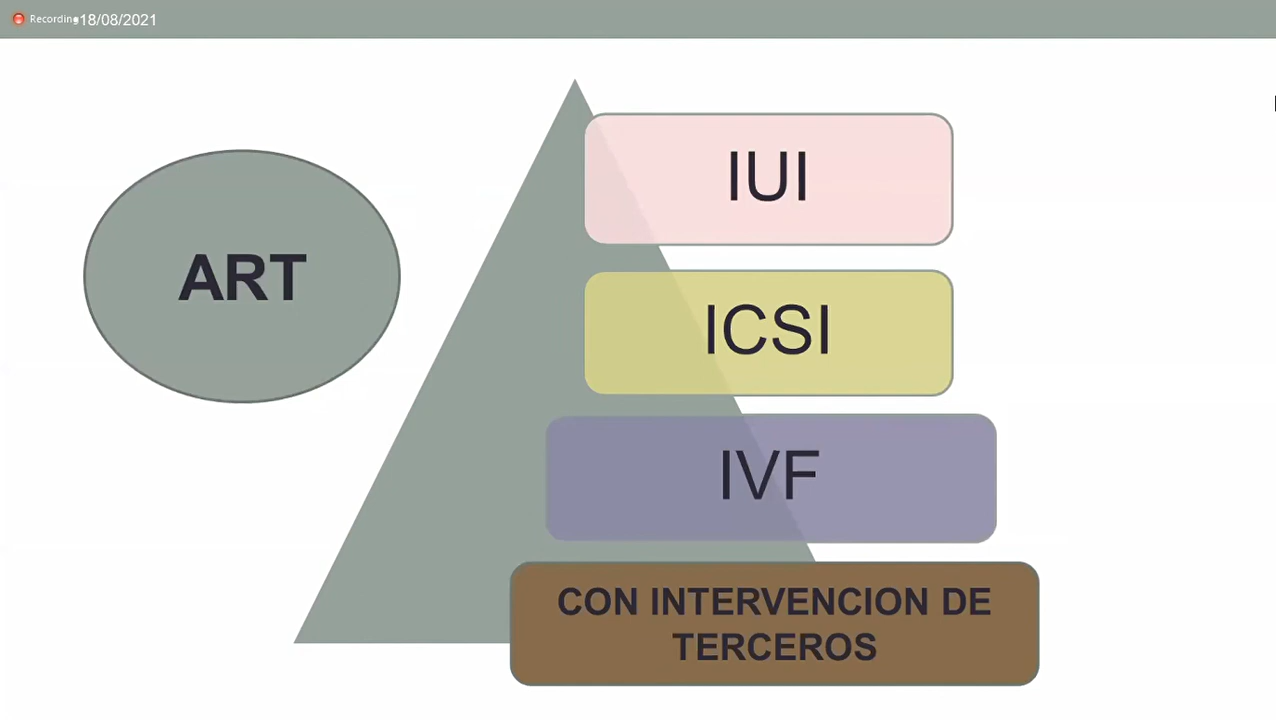 Recording
18/08/2021
ART
IUI
ICSI
IVF
CON INTERVENCION DE
TERCEROS